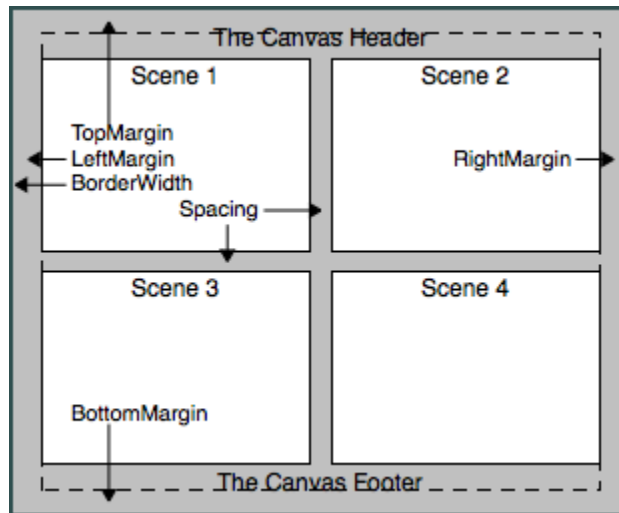 The Canvas Header
Scene 1
Scene 2
TopMargin
LeftMargin
RightMargin
BorderWidth
Spacing
Scene 3
Scene 4
BottomMargin
The Canvas Footer